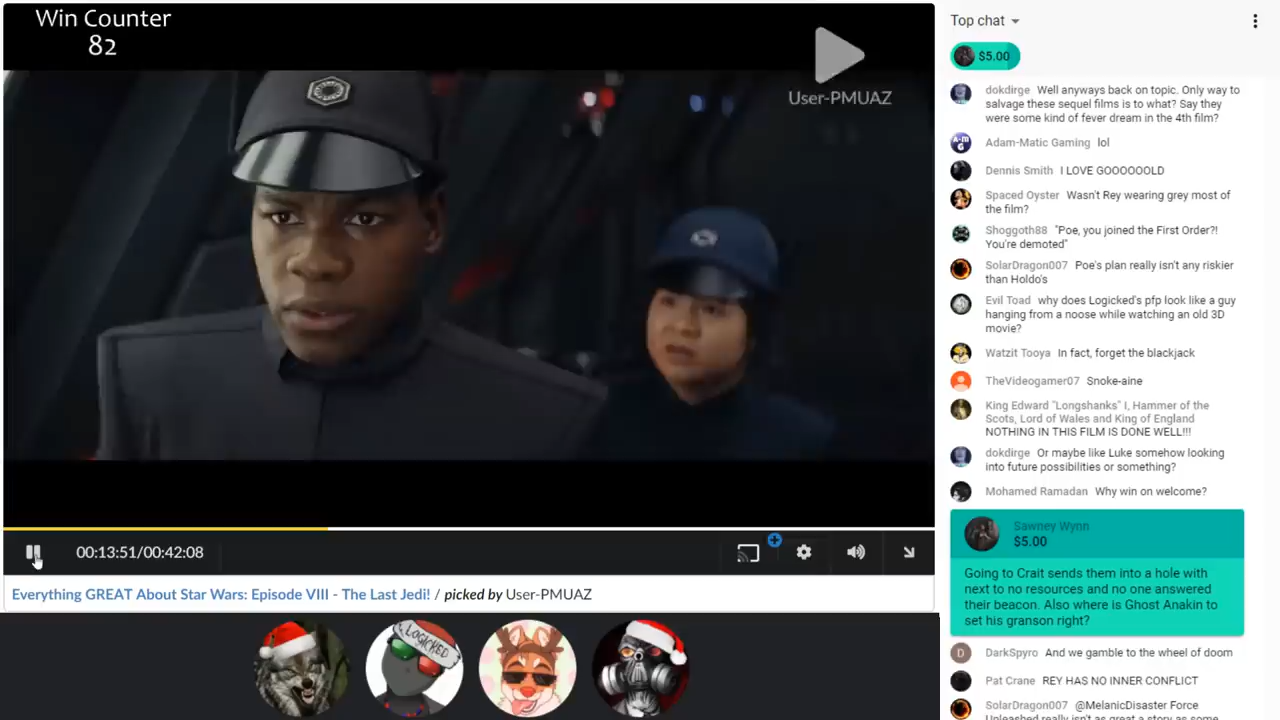 Win Counter
82
User-PMUAZ
00:13:51/00:42:08
Everything GREAT About Star Wars: Episode VIII - The Last Jedi! / picked by User-PMUAZ
LOGICKED
Top chat
$5.00
dokdirge Well anyways back on topic. Only way to
salvage these sequel films is to what? Say they
were some kind of fever dream in the 4th film?
A-M
G
Adam-Matic Gaming lol
Dennis Smith I LOVE GOOOOOOLD
Spaced Oyster Wasn't Rey wearing grey most of
the film?
Shoggoth88 "Poe, you joined the First Order?!
You're demoted"
SolarDragon007 Poe's plan really isn't any riskier
than Holdo's
Evil Toad why does Logicked's pfp look like a guy
hanging from a noose while watching an old 3D
movie?
Watzit Tooya In fact, forget the blackjack
TheVideogamer07 Snoke-aine
King Edward "Longshanks" I, Hammer of the
Scots, Lord of Wales and King of England
NOTHING IN THIS FILM IS DONE WELL!!!
dokdirge Or maybe like Luke somehow looking
into future possibilities or something?
Mohamed Ramadan Why win on welcome?
Sawney Wynn
$5.00
Going to Crait sends them into a hole with
next to no resources and no one answered
their beacon. Also where is Ghost Anakin to
set his granson right?
D
DarkSpyro And we gamble to the wheel of doom
Pat Crane REY HAS NO INNER CONFLICT
SolarDragon007 @MelanicDisaster Force
Unleashed really isn't as great a story as some